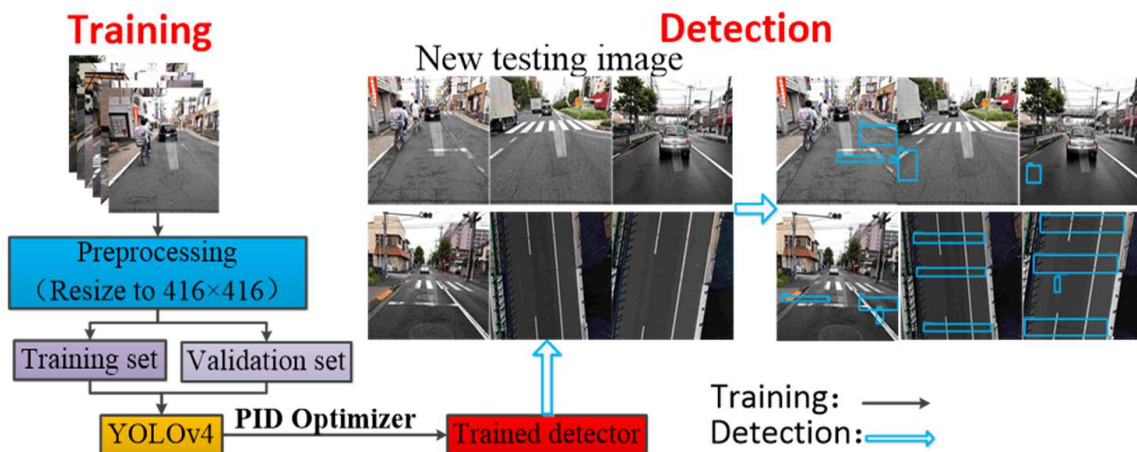 Training
Detection
New testing image
Preprocessing
（Resize to 416×416）
Training set
Validation set
YOLOv4
PID Optimizer
Trained detector
Training:
Detection: